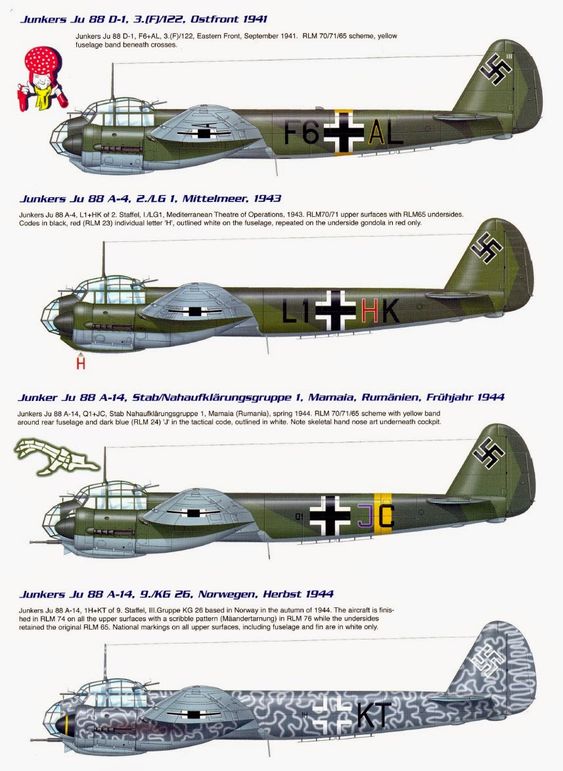 Junkers Ju 88 D-1, 3.(F)/122, Ostfront 1941
Junkers Ju 88 D-1, F6+AL, 3.(F)/122, Eastern Front, September 1941. RLM 70/71/65 scheme, yellow
fuselage band beneath crosses.
F6 AL
Junkers Ju 88 A-4, 2./LG 1, Mittelmeer, 1943
Junkers Ju 88 A-4, L1+HK of 2. Staffel, I./LG1, Mediterranean Theatre of Operations, 1943. RLM70/71 upper surfaces with RLM65 undersides.
Codes in black, red (RLM 23) individual letter 'H', outlined white on the fuselage, repeated on the underside gondola in red only.
L1 HK
H
Junker Ju 88 A-14, Stab/Nahaufklärungsgruppe 1, Mamaia, Rumänien, Frühjahr 1944
Junkers Ju 88 A-14, Q1+JC, Stab Nahaufklärungsgruppe 1, Mamaia (Rumania), spring 1944. RLM 70/71/65 scheme with yellow band
around rear fuselage and dark blue (RLM 24) 'J' in the tactical code, outlined in white. Note skeletal hand nose art underneath cockpit.
Q1 JC
Junkers Ju 88 A-14, 9./KG 26, Norwegen, Herbst 1944
Junkers Ju 88 A-14, 1H+KT of 9. Staffel, III.Gruppe KG 26 based in Norway in the autumn of 1944. The aircraft is finis-
hed in RLM 74 on all the upper surfaces with a scribble pattern (Mäandertarnung) in RLM 76 while the undersides
retained the original RLM 65. National markings on all upper surfaces, including fuselage and fin are in white only.
KT